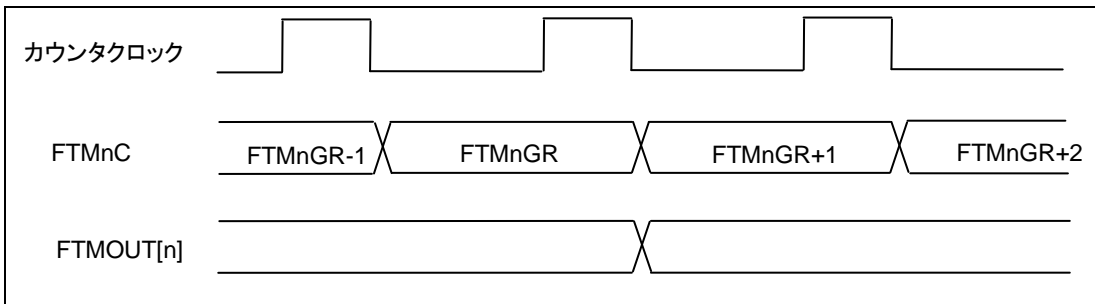 カウンタクロック
FTMnC FTMnGR-1 FTMnGR FTMnGR+1 FTMnGR+2
FTMOUT[n]